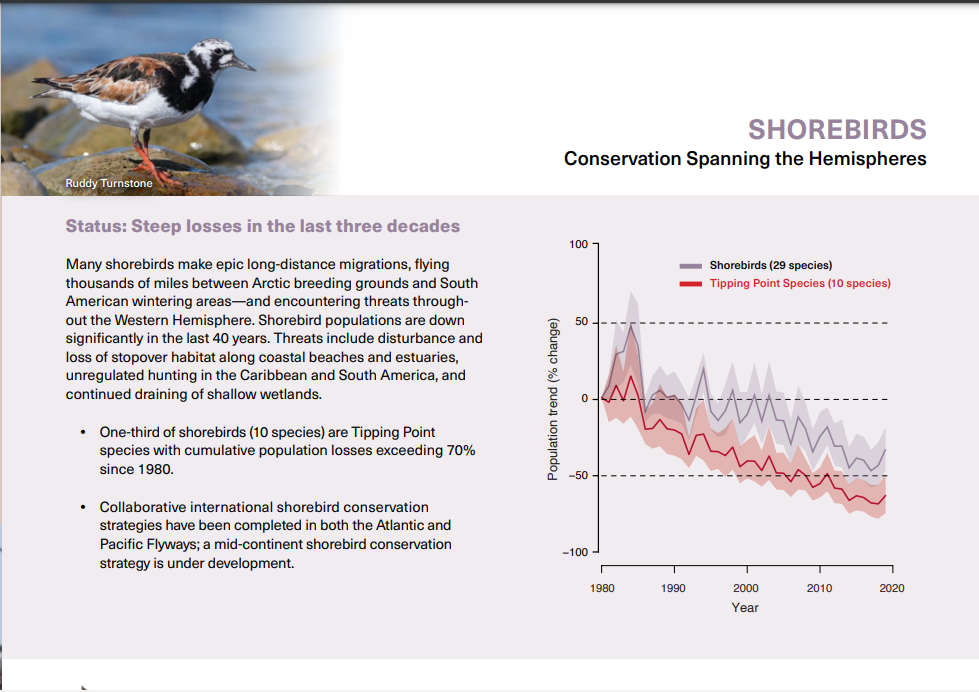 SHOREBIRDS
Conservation Spanning the Hemispheres
Ruddy Turnstone
Status: Steep losses in the last three decades
Many shorebirds make epic long-distance migrations, flying
thousands of miles between Arctic breeding grounds and South
American wintering areas—and encountering threats through-
out the Western Hemisphere. Shorebird populations are down
significantly in the last 40 years. Threats include disturbance and
loss of stopover habitat along coastal beaches and estuaries,
unregulated hunting in the Caribbean and South America, and
continued draining of shallow wetlands.
• One-third of shorebirds (10 species) are Tipping Point
species with cumulative population losses exceeding 70%
since 1980.
• Collaborative international shorebird conservation
strategies have been completed in both the Atlantic and
Pacific Flyways; a mid-continent shorebird conservation
strategy is under development.
Population trend (% change)
100
50
0
−50
−100
Shorebirds (29 species)
Tipping Point Species (10 species)
1980 1990 2000 2010 2020
Year